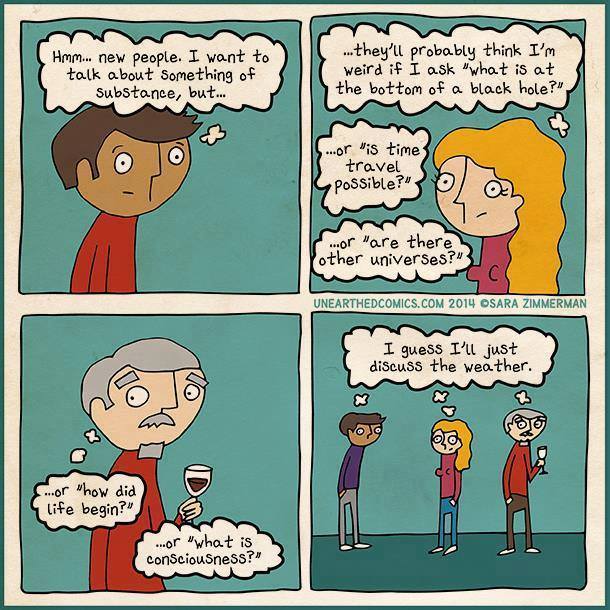 Hmm... new people. I want to
talk about something of
substance, but...
...they'll probably think I'm
weird if I ask "what is at
the bottom of a black hole?"
...or "is time
travel
possible?"
...or "are there
other universes?"
UNEARTHEDCOMICS.COM 2014 ©SARA ZIMMERMAN
...or "how did
life begin?"
...or "what is
consciousness?"
I guess I'll just
discuss the weather.